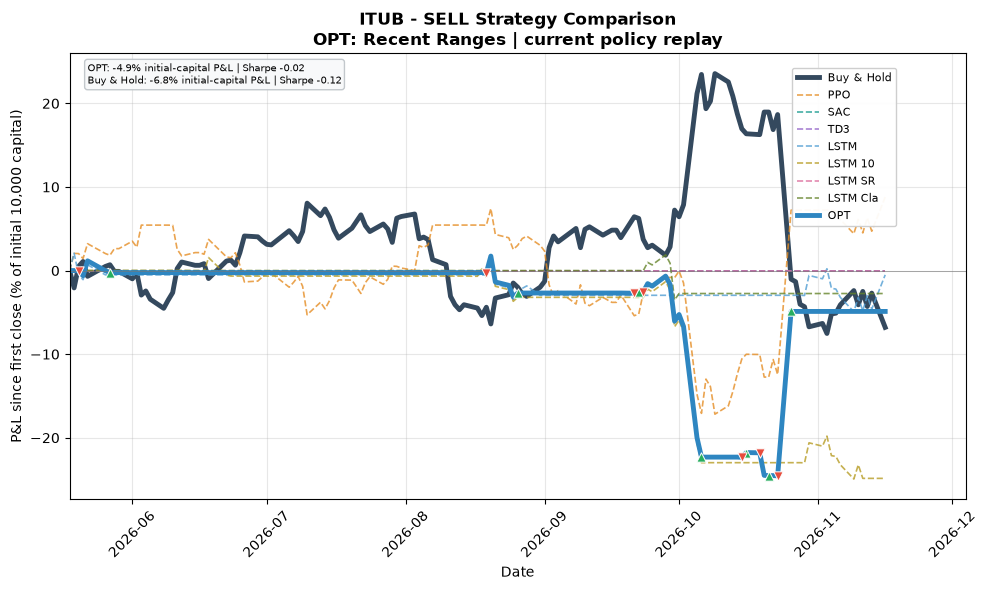 ITUB - SELL Strategy Comparison
OPT: Recent Ranges | current policy replay
OPT: -4.9% initial-capital P&L | Sharpe -0.02
Buy & Hold: -6.8% initial-capital P&L | Sharpe -0.12
Buy & Hold
PPO
SAC
TD3
LSTM
LSTM 10
LSTM SR
LSTM Cla
OPT
P&L since first close (% of initial 10,000 capital)
20
10
0
−10
−20
2026-06
2026-07
2026-08
2026-09
2026-10
2026-11
2026-12
Date